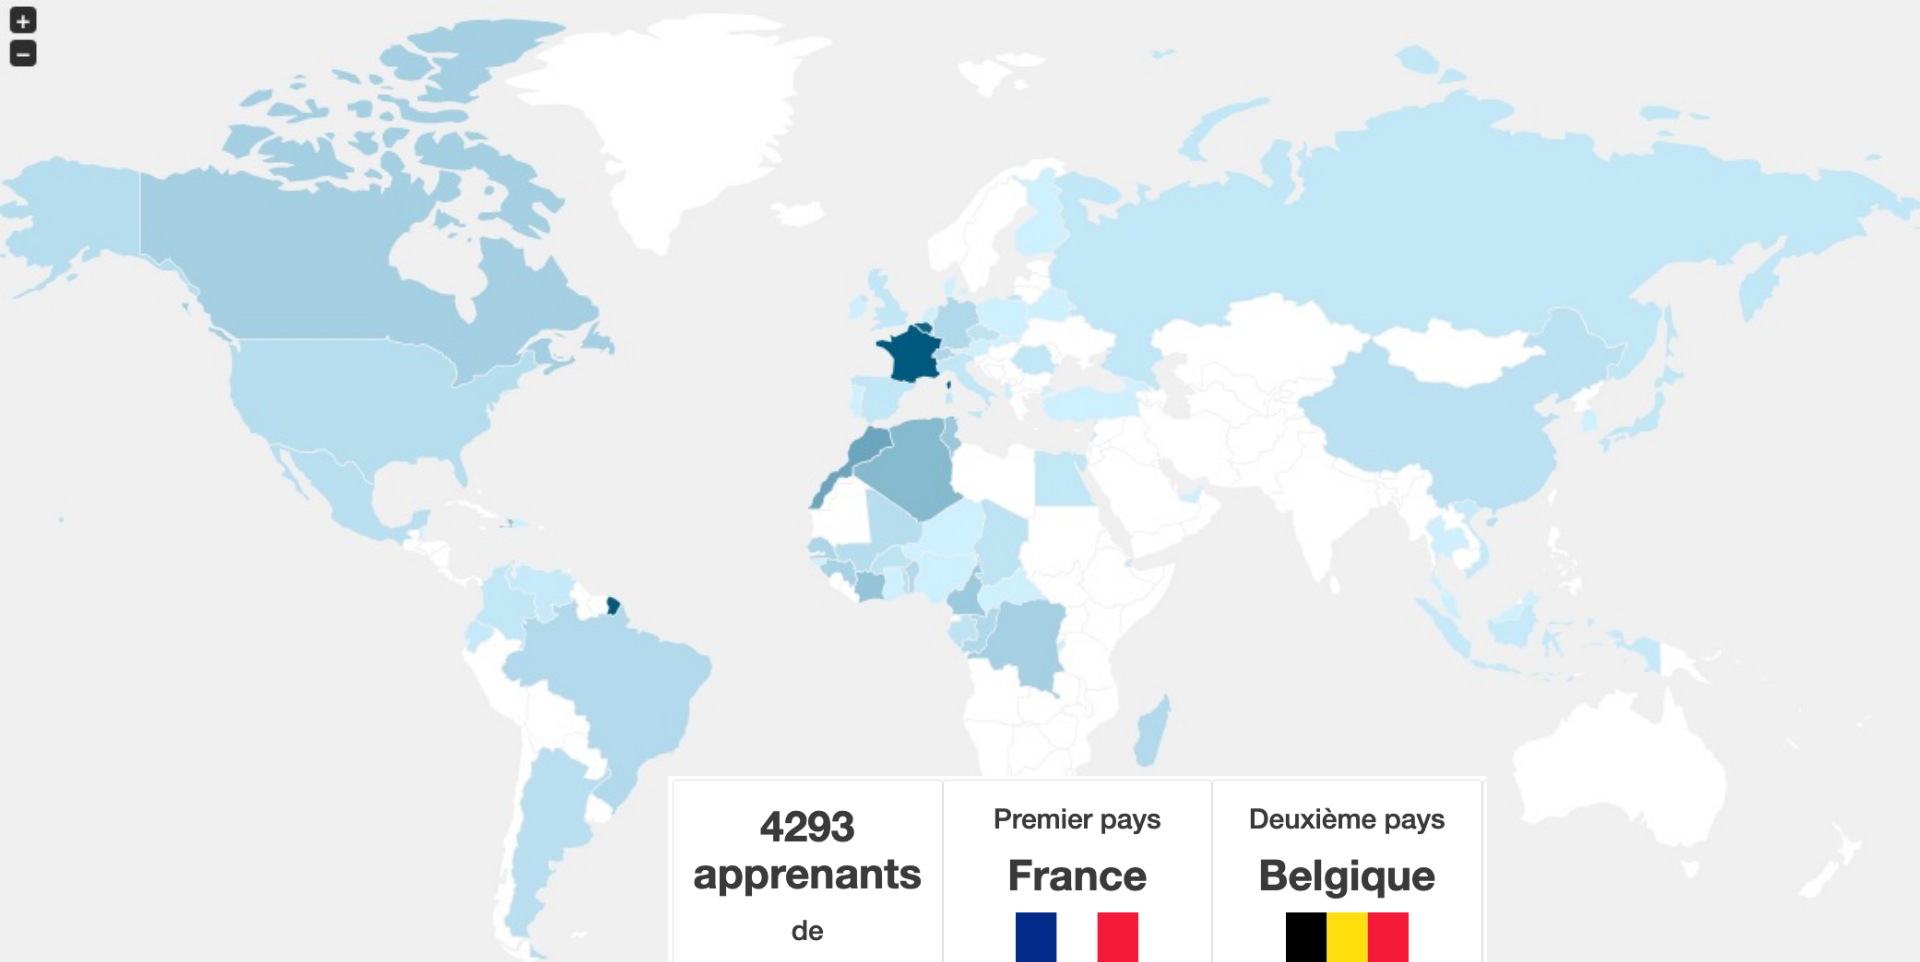 +
−
4293
apprenants
de
Premier pays
France
Deuxième pays
Belgique